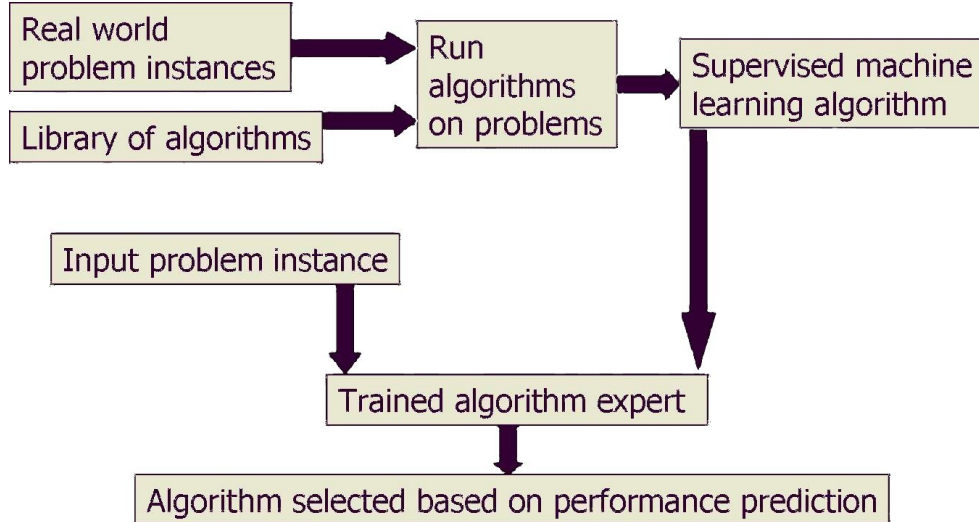 Real world
problem instances
Library of algorithms
Run
algorithms
on problems
Supervised machine
learning algorithm
Input problem instance
Trained algorithm expert
Algorithm selected based on performance prediction